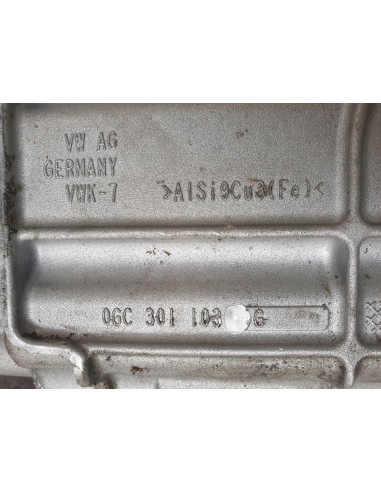 VW AG
GERMANY
VWK-7
>AlSi9Cu3(Fe)<
0GC 301 103 G